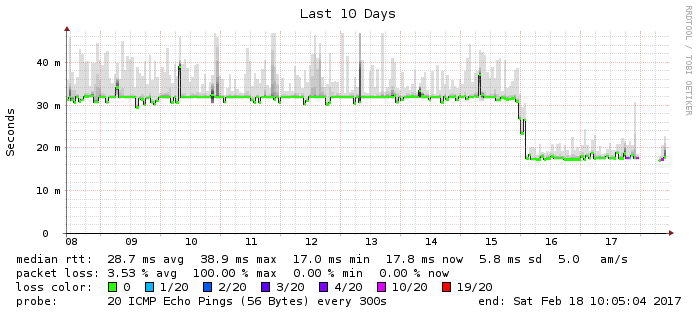 Last 10 Days
RRDTOOL / TOBI OETIKER
Seconds
40 m
30 m
20 m
10 m
0
08 09 10 11 12 13 14 15 16 17
median rtt: 28.7 ms avg 38.9 ms max 17.0 ms min 17.8 ms now 5.8 ms sd 5.0 am/s
packet loss: 3.53 % avg 100.00 % max 0.00 % min 0.00 % now
loss color: 0 1/20 2/20 3/20 4/20 10/20 19/20
probe: 20 ICMP Echo Pings (56 Bytes) every 300s end: Sat Feb 18 10:05:04 2017